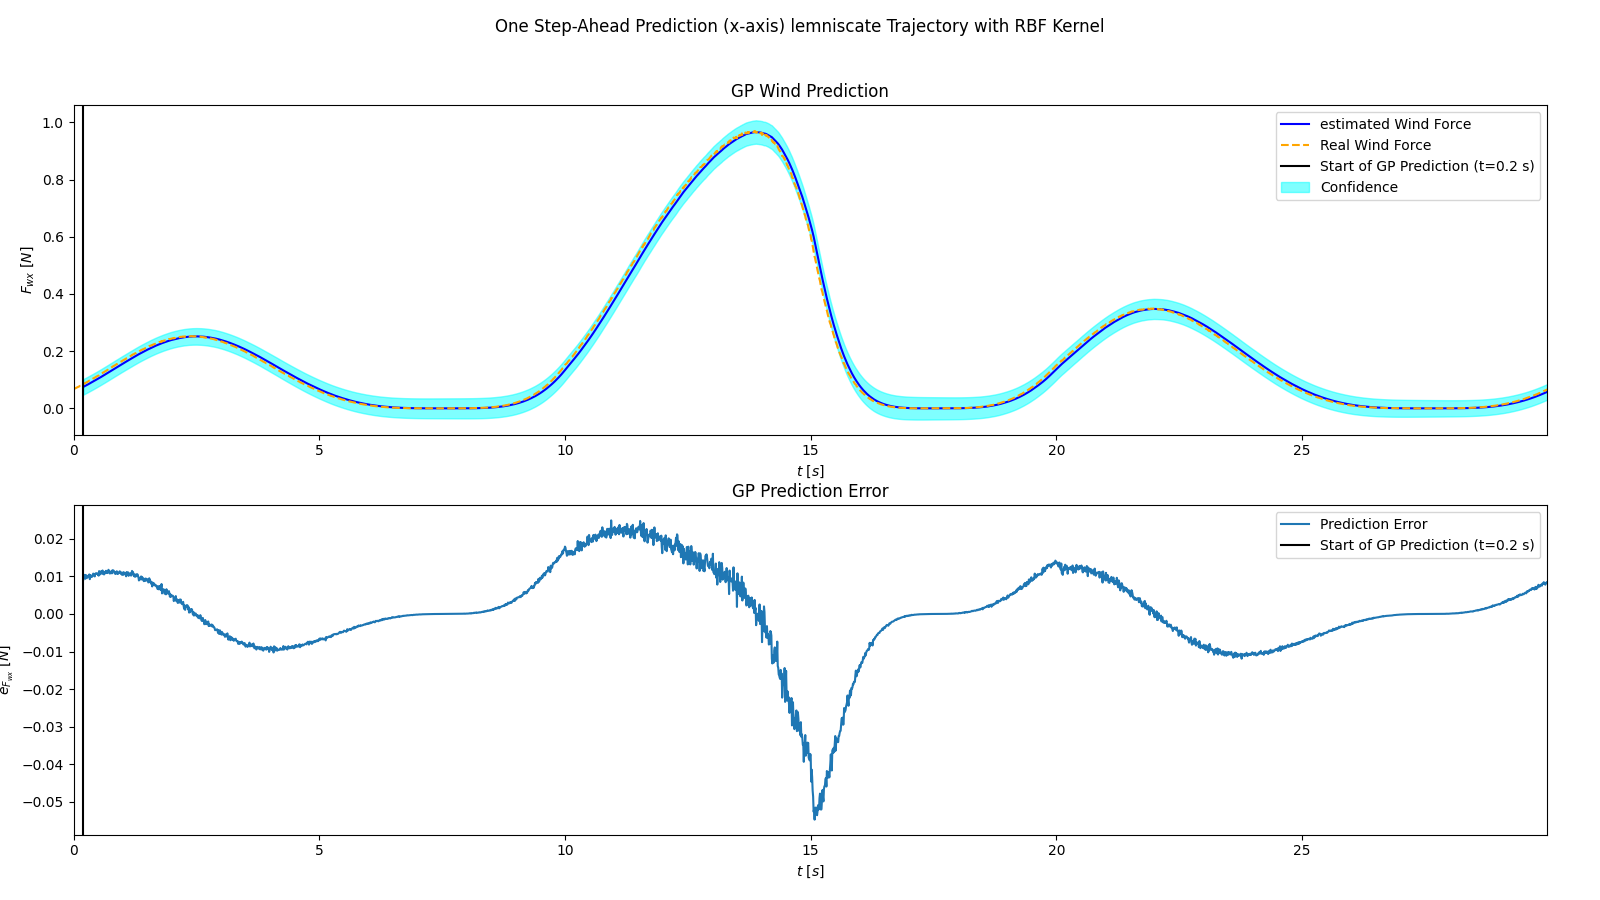 One Step-Ahead Prediction (x-axis) lemniscate Trajectory with RBF Kernel
GP Wind Prediction
1.0
0.8
0.6
0.4
0.2
0.0
F_wx [N]
estimated Wind Force
Real Wind Force
Start of GP Prediction (t=0.2 s)
Confidence
0 5 10 15 20 25
t [s]
GP Prediction Error
0.02
0.01
0.00
−0.01
−0.02
−0.03
−0.04
−0.05
e_F_wx [N]
Prediction Error
Start of GP Prediction (t=0.2 s)
0 5 10 15 20 25
t [s]